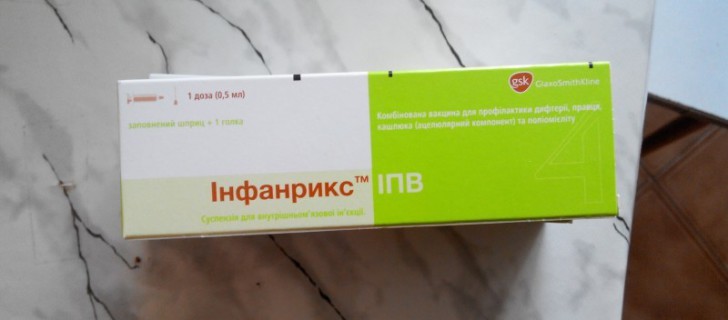 1 доза (0,5 мл)
заповнений шприц + 1 голка
gsk GlaxoSmithKline
Комбінована вакцина для профілактики дифтерії, правця,
кашлюка (ацелюлярний компонент) та поліомієліту
4
Інфанрикс™ ІПВ
Суспензія для внутрішньом'язової ін'єкції